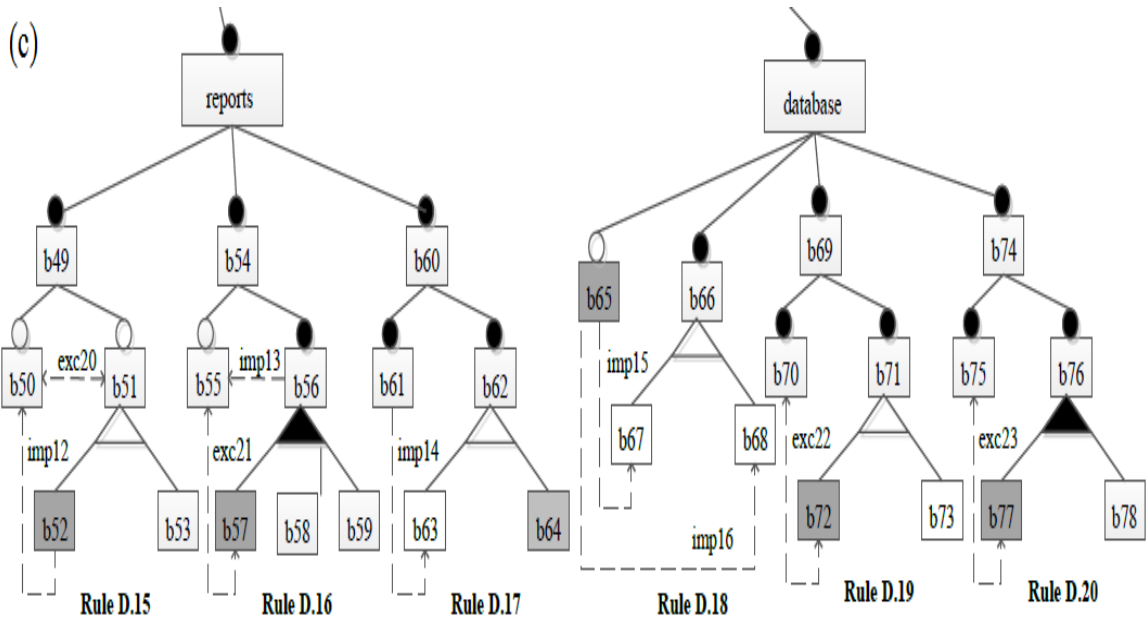 (c)
reports
database
b49
b54
b60
b69
b74
b65
b66
b50
exc20
b51
b55
imp13
b56
b61
b62
b70
b71
b75
b76
imp15
imp12
exc21
imp14
b67
b68
exc22
exc23
b52
b53
b57
b58
b59
b63
b64
b72
b73
b77
b78
imp16
Rule D.15
Rule D.16
Rule D.17
Rule D.18
Rule D.19
Rule D.20